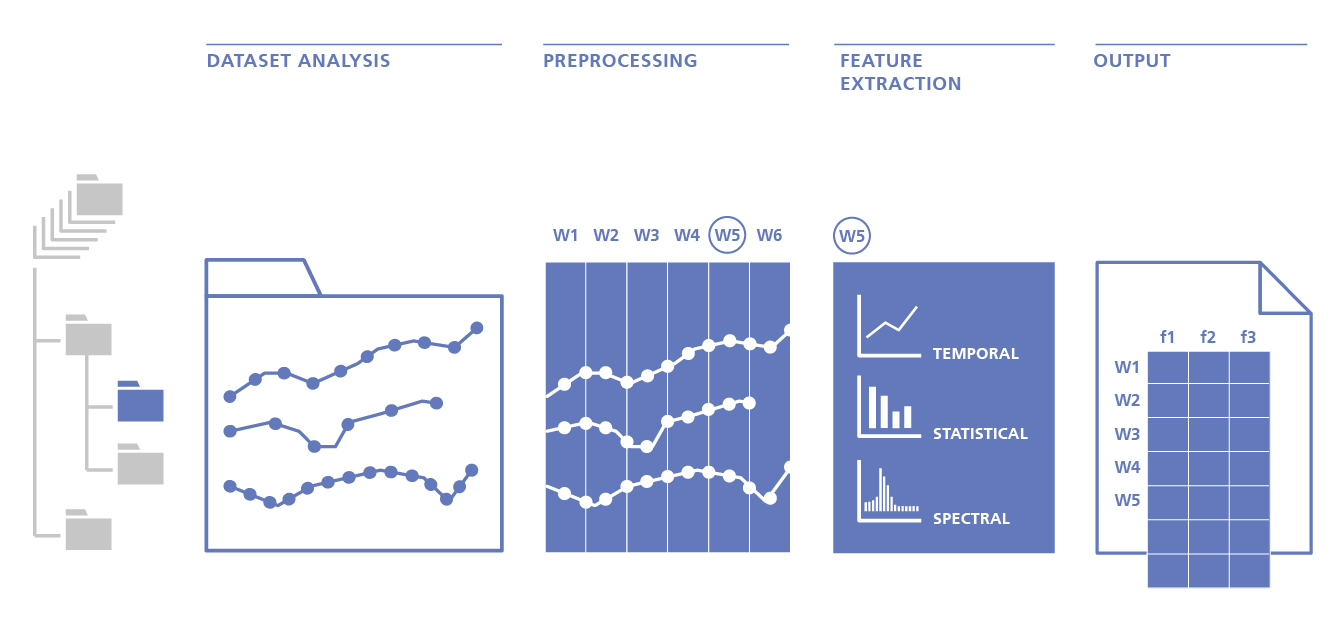 DATASET ANALYSIS
PREPROCESSING
FEATURE
EXTRACTION
OUTPUT
W1 W2 W3 W4 W5 W6
W5
TEMPORAL
STATISTICAL
SPECTRAL
f1 f2 f3
W1
W2
W3
W4
W5